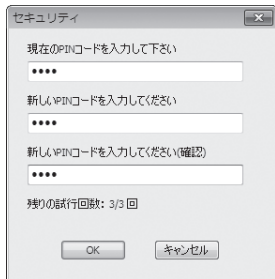 セキュリティ
現在のPINコードを入力して下さい
••••
新しいPINコードを入力してください
••••
新しいPINコードを入力してください(確認)
••••
残りの試行回数: 3/3 回
OK キャンセル